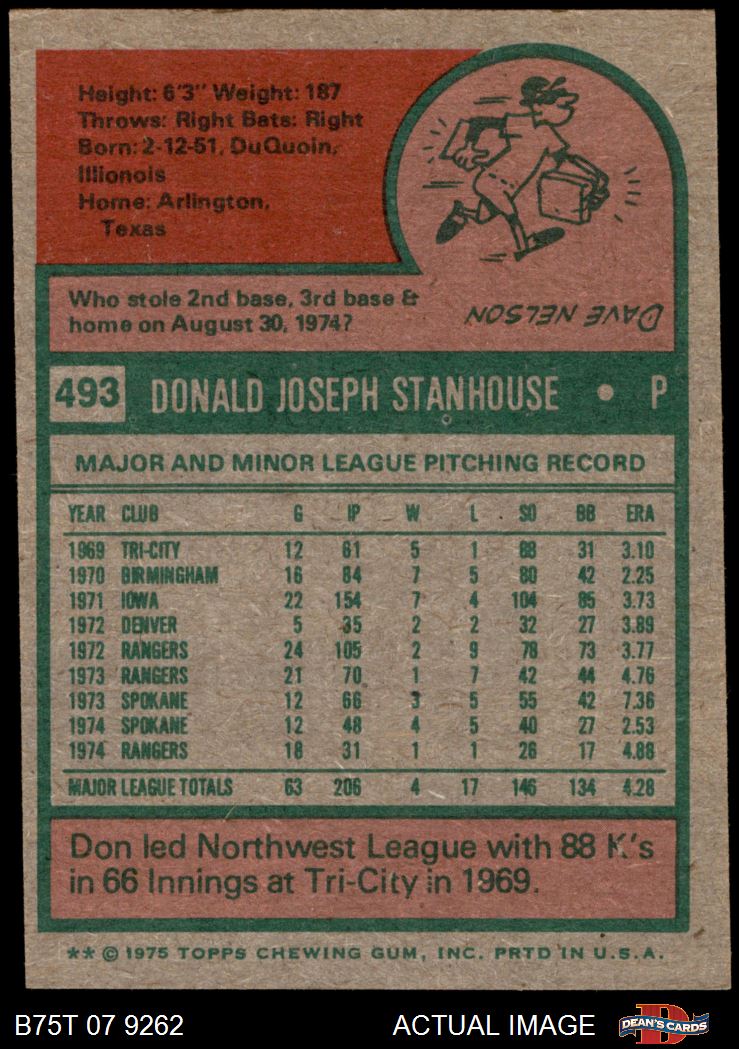 Height: 6'3" Weight: 187
Throws: Right Bats: Right
Born: 2-12-51, DuQuoin,
Illionois
Home: Arlington,
Texas
Who stole 2nd base, 3rd base &
home on August 30, 1974?
DAVE NELSON
493 DONALD JOSEPH STANHOUSE • P
MAJOR AND MINOR LEAGUE PITCHING RECORD
YEAR CLUB G IP W L SO BB ERA
1969 TRI-CITY 12 61 5 1 88 31 3.10
1970 BIRMINGHAM 16 84 7 5 80 42 2.25
1971 IOWA 22 154 7 4 104 85 3.73
1972 DENVER 5 35 2 2 32 27 3.89
1972 RANGERS 24 105 2 9 78 73 3.77
1973 RANGERS 21 70 1 7 42 44 4.76
1973 SPOKANE 12 66 3 5 55 42 7.36
1974 SPOKANE 12 48 4 5 40 27 2.53
1974 RANGERS 18 31 1 1 26 17 4.88
MAJOR LEAGUE TOTALS 63 206 4 17 146 134 4.28
Don led Northwest League with 88 K's
in 66 Innings at Tri-City in 1969.
** © 1975 TOPPS CHEWING GUM, INC. PRTD IN U.S.A.
B75T 07 9262 ACTUAL IMAGE D DEAN'S CARDS